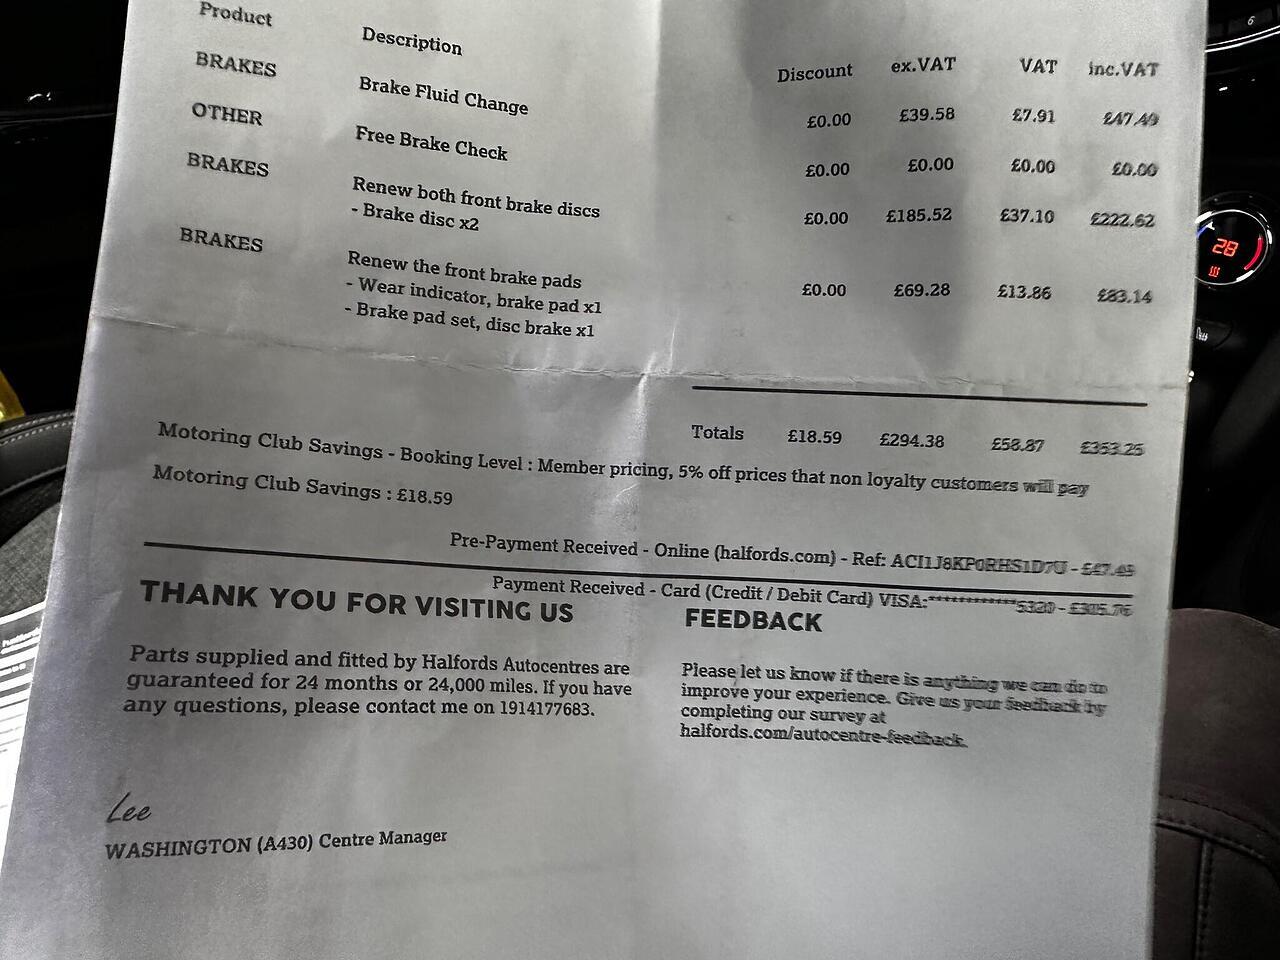 Product Description Discount ex.VAT VAT inc.VAT
BRAKES Brake Fluid Change £0.00 £39.58 £7.91 £47.49
OTHER Free Brake Check £0.00 £0.00 £0.00 £0.00
BRAKES Renew both front brake discs £0.00 £185.52 £37.10 £222.62
- Brake disc x2
BRAKES Renew the front brake pads £0.00 £69.28 £13.86 £83.14
- Wear indicator, brake pad x1
- Brake pad set, disc brake x1
Totals £18.59 £294.38 £58.87 £353.25
Motoring Club Savings - Booking Level : Member pricing, 5% off prices that non loyalty customers will pay
Motoring Club Savings : £18.59
Pre-Payment Received - Online (halfords.com) - Ref: ACI1J8KP0RHS1D7U - £47.49
Payment Received - Card (Credit / Debit Card) VISA:************5320 - £305.76
THANK YOU FOR VISITING US
Parts supplied and fitted by Halfords Autocentres are
guaranteed for 24 months or 24,000 miles. If you have
any questions, please contact me on 1914177683.
FEEDBACK
Please let us know if there is anything we can do to
improve your experience. Give us your feedback by
completing our survey at
halfords.com/autocentre-feedback.
Lee
WASHINGTON (A430) Centre Manager
6
28